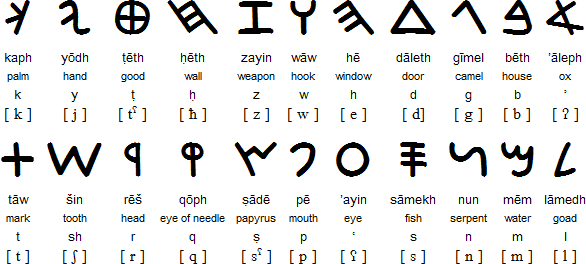 𐤀 𐤁 𐤂 𐤃 𐤄 𐤅 𐤆 𐤇 𐤈 𐤉 𐤊
kaph yōdh ṭēth ḥēth zayin wāw hē dāleth gīmel bēth 'āleph
palm hand good wall weapon hook window door camel house ox
k y ṭ ḥ z w h d g b ʾ
[ k ] [ j ] [ tˤ ] [ ħ ] [ z ] [ w ] [ e ] [ d] [ g ] [ b ] [ ʔ ]
𐤋 𐤌 𐤍 𐤎 𐤏 𐤐 𐤑 𐤒 𐤓 𐤔 𐤕
tāw šin rēš qōph ṣādē pē 'ayin sāmekh nun mēm lāmedh
mark tooth head eye of needle papyrus mouth eye fish serpent water goad
t sh r q ṣ p ʿ s n m l
[ t ] [ ʃ ] [ r ] [ q ] [ sˤ ] [ p ] [ ʕ ] [ s ] [ n ] [ m ] [ l ]